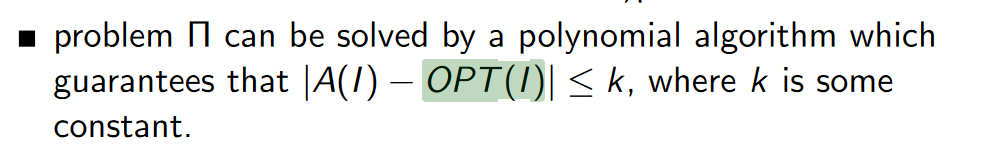 ■ problem Π can be solved by a polynomial algorithm which
guarantees that |A(I) − OPT(I)| ≤ k, where k is some
constant.